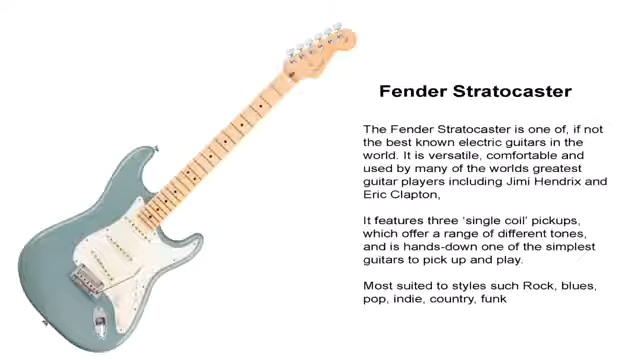 Fender Stratocaster
The Fender Stratocaster is one of, if not
the best known electric guitars in the
world. It is versatile, comfortable and
used by many of the worlds greatest
guitar players including Jimi Hendrix and
Eric Clapton,
It features three ‘single coil’ pickups,
which offer a range of different tones,
and is hands-down one of the simplest
guitars to pick up and play.
Most suited to styles such Rock, blues,
pop, indie, country, funk